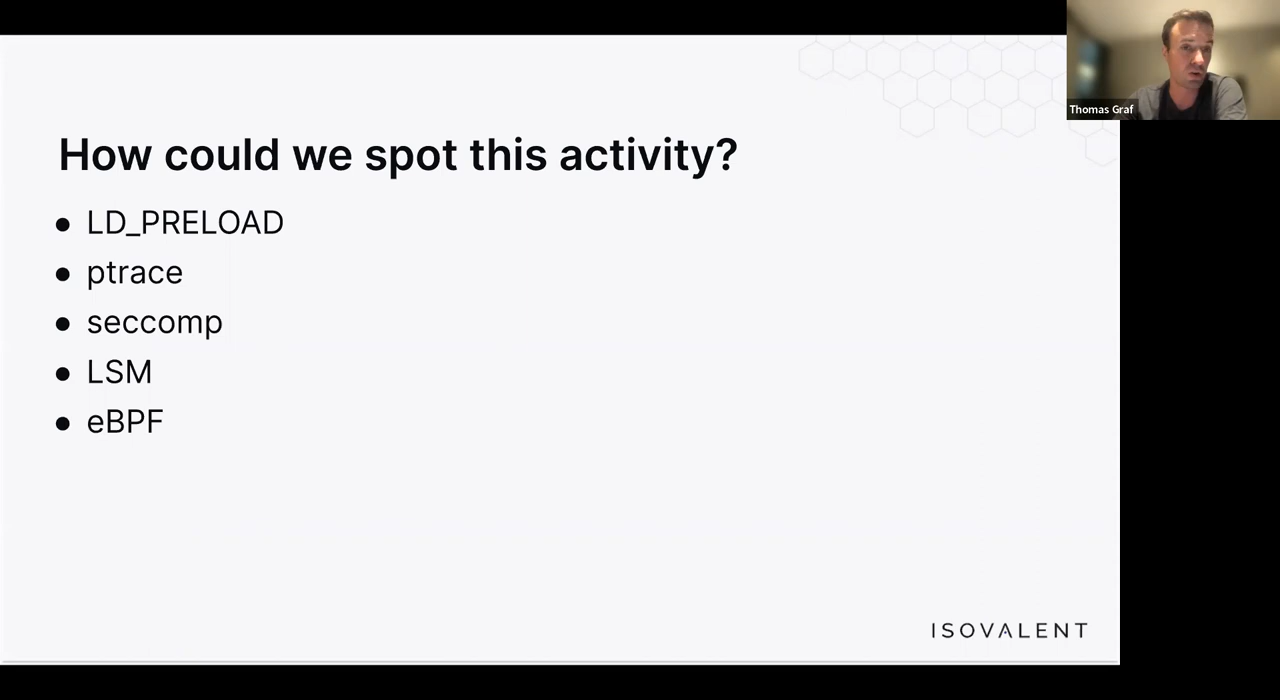 Thomas Graf
How could we spot this activity?
● LD_PRELOAD
● ptrace
● seccomp
● LSM
● eBPF
ISOVALENT